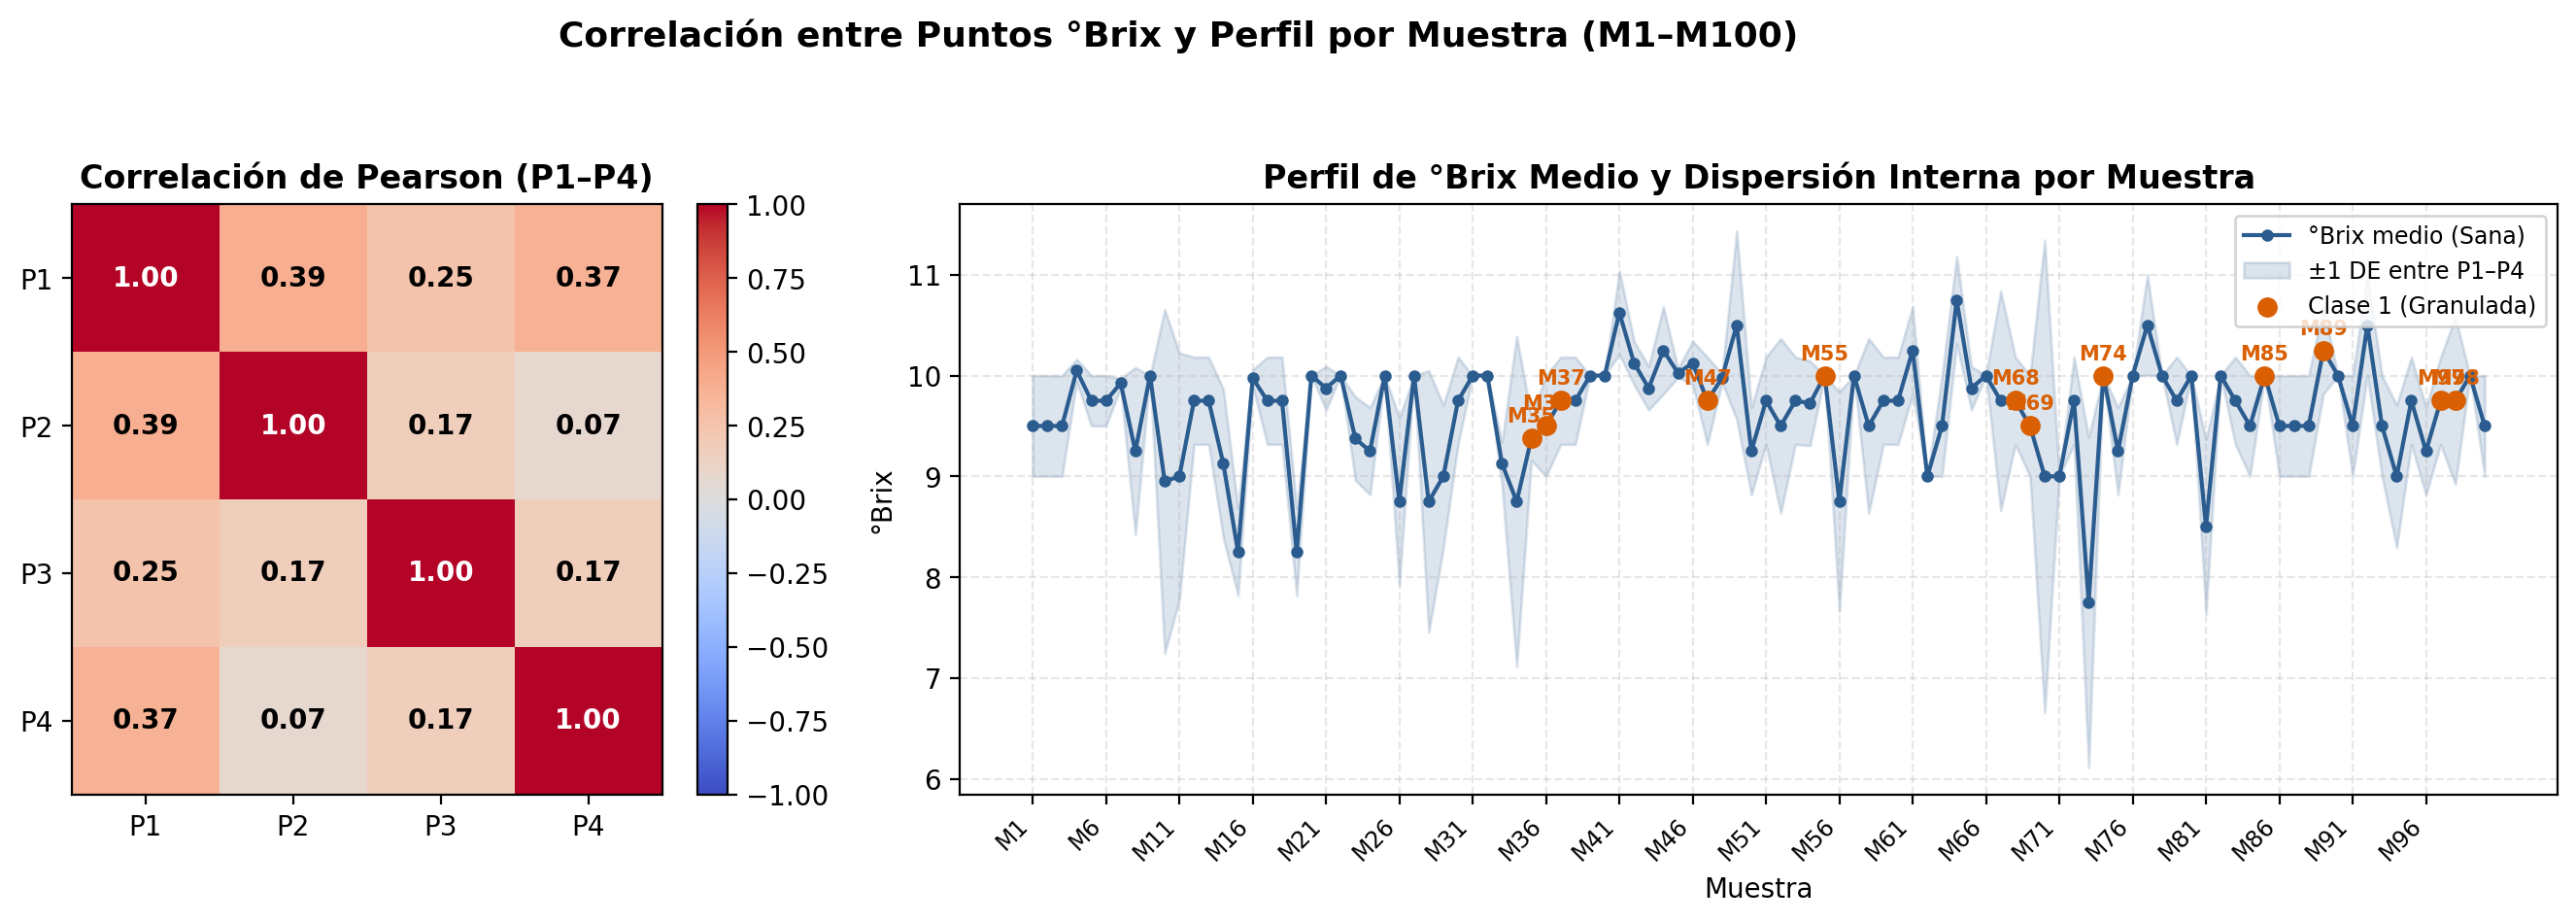 Correlación entre Puntos °Brix y Perfil por Muestra (M1–M100)
Correlación de Pearson (P1–P4)
P1
P2
P3
P4
1.00 0.39 0.25 0.37
0.39 1.00 0.17 0.07
0.25 0.17 1.00 0.17
0.37 0.07 0.17 1.00
P1 P2 P3 P4
1.00
0.75
0.50
0.25
0.00
−0.25
−0.50
−0.75
−1.00
Perfil de °Brix Medio y Dispersión Interna por Muestra
°Brix medio (Sana)
±1 DE entre P1–P4
Clase 1 (Granulada)
°Brix
11
10
9
8
7
6
M35
M37
M47
M55
M68
M74
M85
M89
M98
M1 M6 M11 M16 M21 M26 M31 M36 M41 M46 M51 M56 M61 M66 M71 M76 M81 M86 M91 M96
Muestra